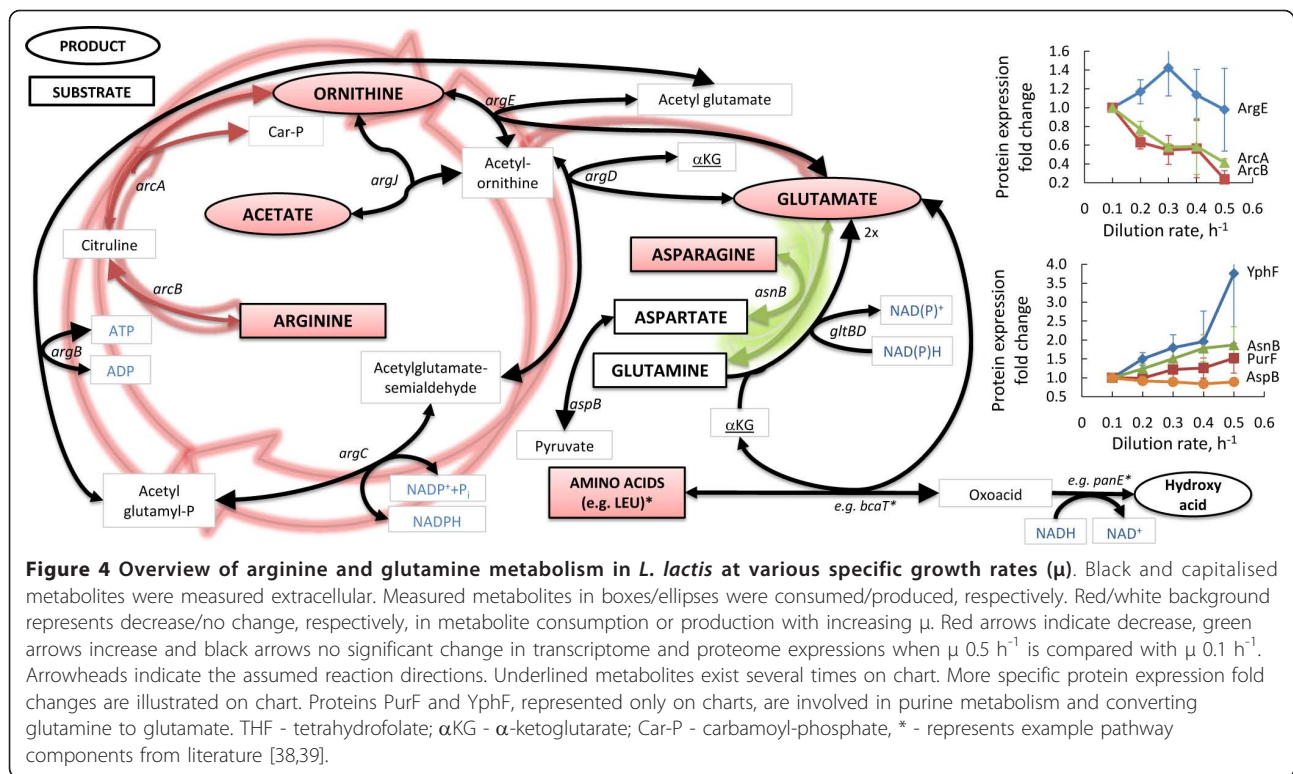 PRODUCT
SUBSTRATE
ORNITHINE
argE
Acetyl glutamate
Car-P
arcA
argJ
Acetyl-
ornithine
argD
αKG
ACETATE
GLUTAMATE
2x
Citruline
arcB
ARGININE
ASPARAGINE
asnB
ASPARTATE
gltBD
NAD(P)+
NAD(P)H
GLUTAMINE
ATP
argB
ADP
Acetylglutamate-
semialdehyde
aspB
Pyruvate
αKG
argC
Acetyl
glutamyl-P
NADP++Pi
NADPH
AMINO ACIDS
(e.g. LEU)*
e.g. bcaT*
Oxoacid
e.g. panE*
Hydroxy
acid
NADH
NAD+
Protein expression
fold change
1.6
1.4
1.2
1.0
0.8
0.6
0.4
0.2
ArgE
ArcA
ArcB
0 0.1 0.2 0.3 0.4 0.5 0.6
Dilution rate, h-1
Protein expression
fold change
4.0
3.5
3.0
2.5
2.0
1.5
1.0
0.5
YphF
AsnB
PurF
AspB
0 0.1 0.2 0.3 0.4 0.5 0.6
Dilution rate, h-1
Figure 4 Overview of arginine and glutamine metabolism in L. lactis at various specific growth rates (μ). Black and capitalised
metabolites were measured extracellular. Measured metabolites in boxes/ellipses were consumed/produced, respectively. Red/white background
represents decrease/no change, respectively, in metabolite consumption or production with increasing μ. Red arrows indicate decrease, green
arrows increase and black arrows no significant change in transcriptome and proteome expressions when μ 0.5 h-1 is compared with μ 0.1 h-1.
Arrowheads indicate the assumed reaction directions. Underlined metabolites exist several times on chart. More specific protein expression fold
changes are illustrated on chart. Proteins PurF and YphF, represented only on charts, are involved in purine metabolism and converting
glutamine to glutamate. THF - tetrahydrofolate; αKG - α-ketoglutarate; Car-P - carbamoyl-phosphate, * - represents example pathway
components from literature [38,39].